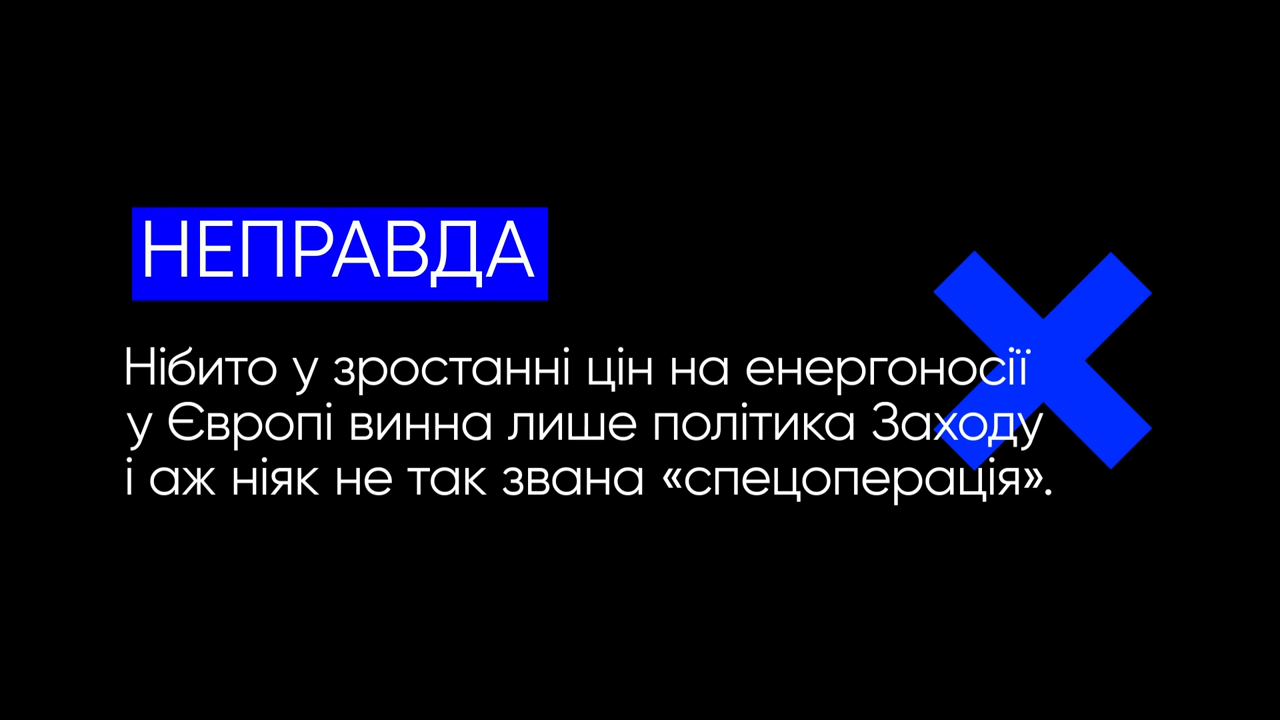 НЕПРАВДА
Нібито у зростанні цін на енергоносії
у Європі винна лише політика Заходу
і аж ніяк не так звана «спецоперація».